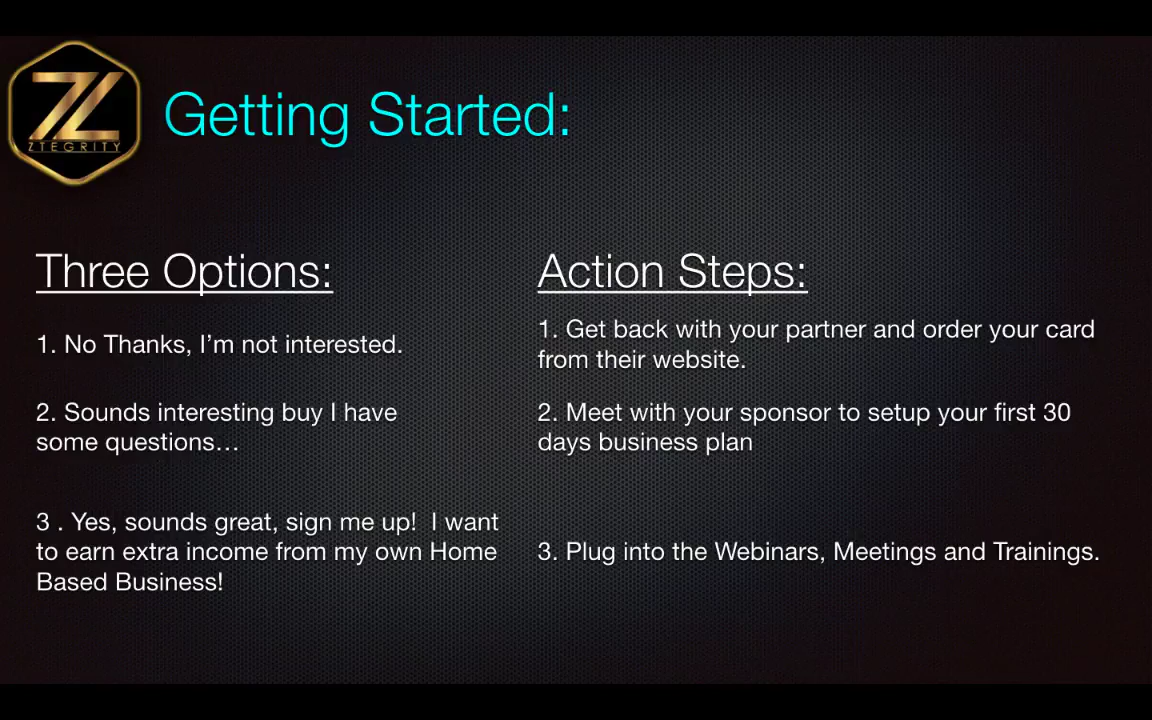 ZTEGRITY
Getting Started:
Three Options:
1. No Thanks, I'm not interested.
2. Sounds interesting buy I have
some questions…
3 . Yes, sounds great, sign me up!  I want
to earn extra income from my own Home
Based Business!
Action Steps:
1. Get back with your partner and order your card
from their website.
2. Meet with your sponsor to setup your first 30
days business plan
3. Plug into the Webinars, Meetings and Trainings.